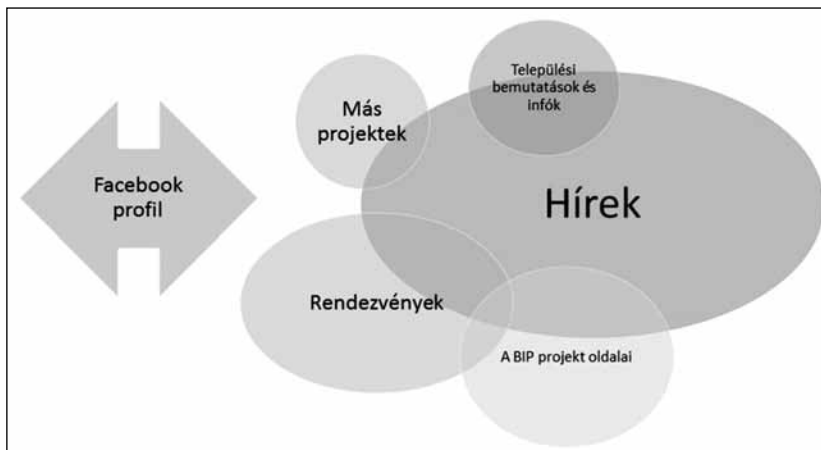 Facebook
profil
Más
projektek
Települési
bemutatások és
infók
Hírek
Rendezvények
A BIP projekt oldalai